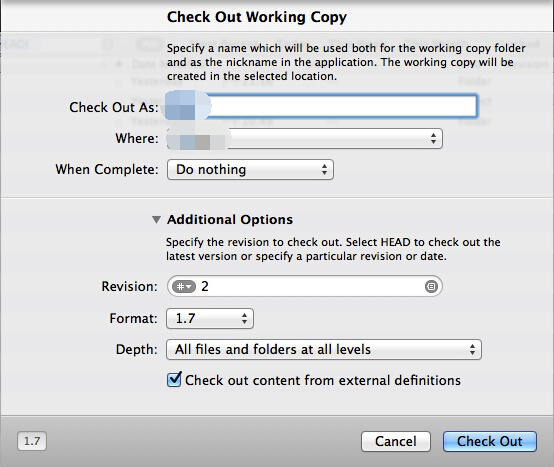 Check Out Working Copy
Specify a name which will be used both for the working copy folder
and as the nickname in the application. The working copy will be
created in the selected location.
Check Out As:
Where:
When Complete: Do nothing
Additional Options
Specify the revision to check out. Select HEAD to check out the
latest version or specify a particular revision or date.
Revision: # 2
Format: 1.7
Depth: All files and folders at all levels
Check out content from external definitions
1.7 Cancel Check Out